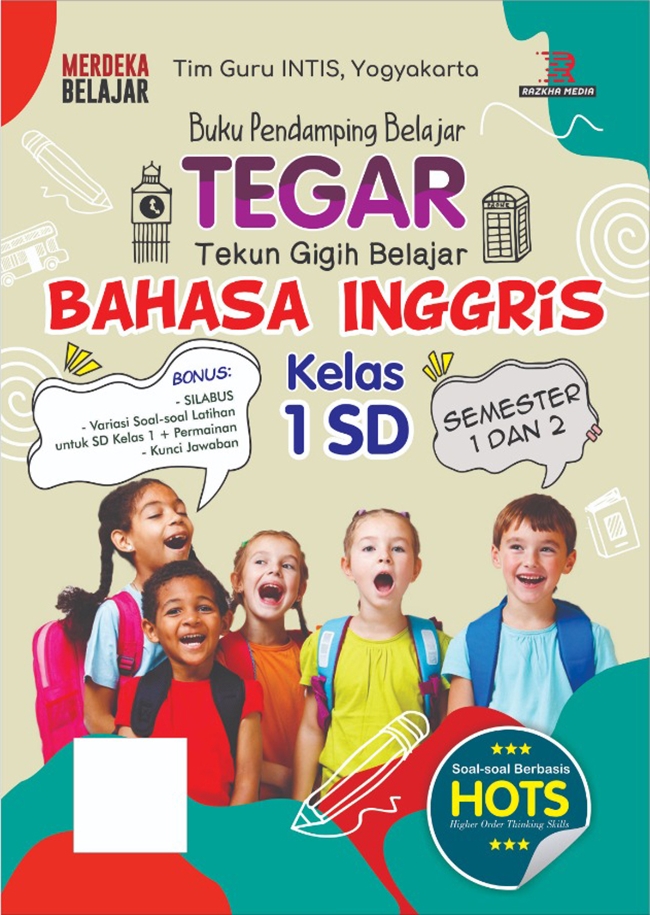 MERDEKA
BELAJAR
Tim Guru INTIS, Yogyakarta
RAZKHA MEDIA
Buku Pendamping Belajar
TEGAR
Tekun Gigih Belajar
BAHASA INGGRiS
Kelas
1 SD
BONUS:
- SILABUS
- Variasi Soal-soal Latihan
untuk SD Kelas 1 + Permainan
- Kunci Jawaban
SEMESTER
1 DAN 2
Soal-soal Berbasis
HOTS
Higher Order Thinking Skills